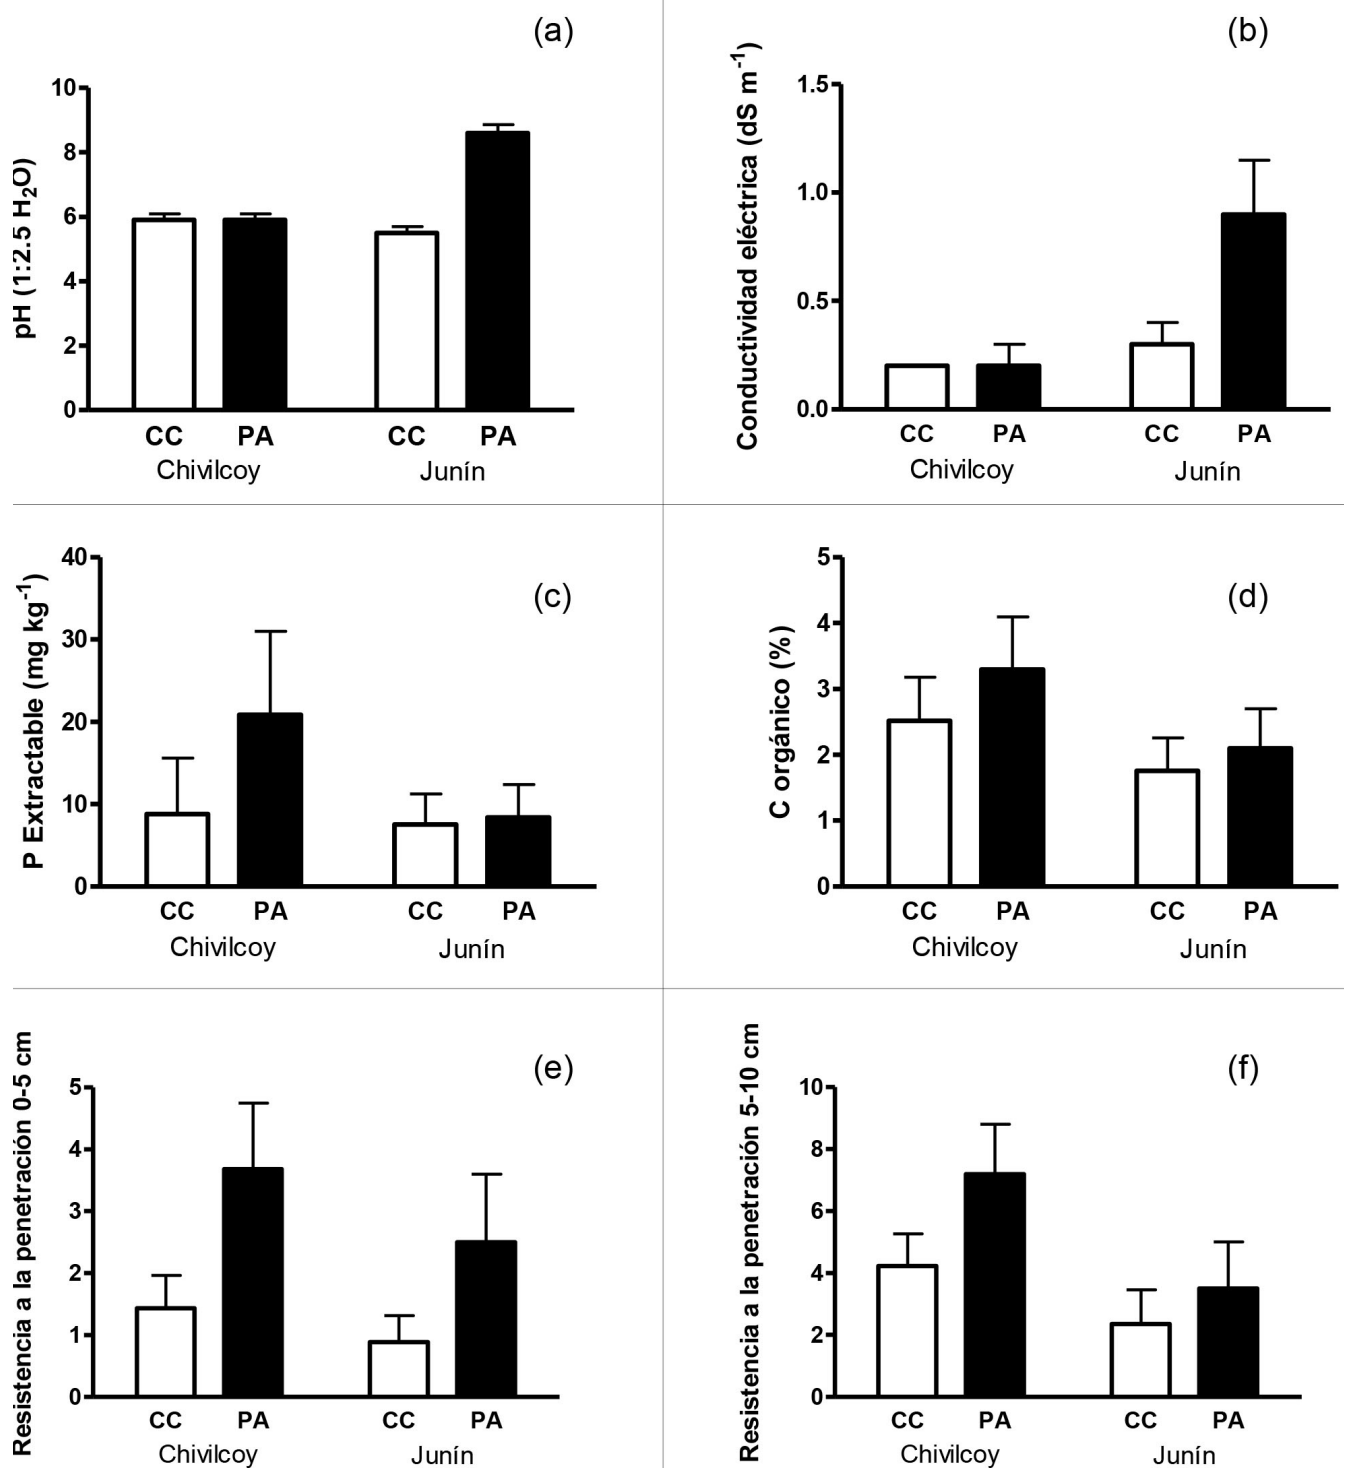 (a)
pH (1:2.5 H₂O)
10
8
6
4
2
0
CC PA CC PA
Chivilcoy Junín
(b)
Conductividad eléctrica (dS m⁻¹)
1.5
1.0
0.5
0.0
CC PA CC PA
Chivilcoy Junín
(c)
P Extractable (mg kg⁻¹)
40
30
20
10
0
CC PA CC PA
Chivilcoy Junín
(d)
C orgánico (%)
5
4
3
2
1
0
CC PA CC PA
Chivilcoy Junín
(e)
Resistencia a la penetración 0-5 cm
5
4
3
2
1
0
CC PA CC PA
Chivilcoy Junín
(f)
Resistencia a la penetración 5-10 cm
10
8
6
4
2
0
CC PA CC PA
Chivilcoy Junín